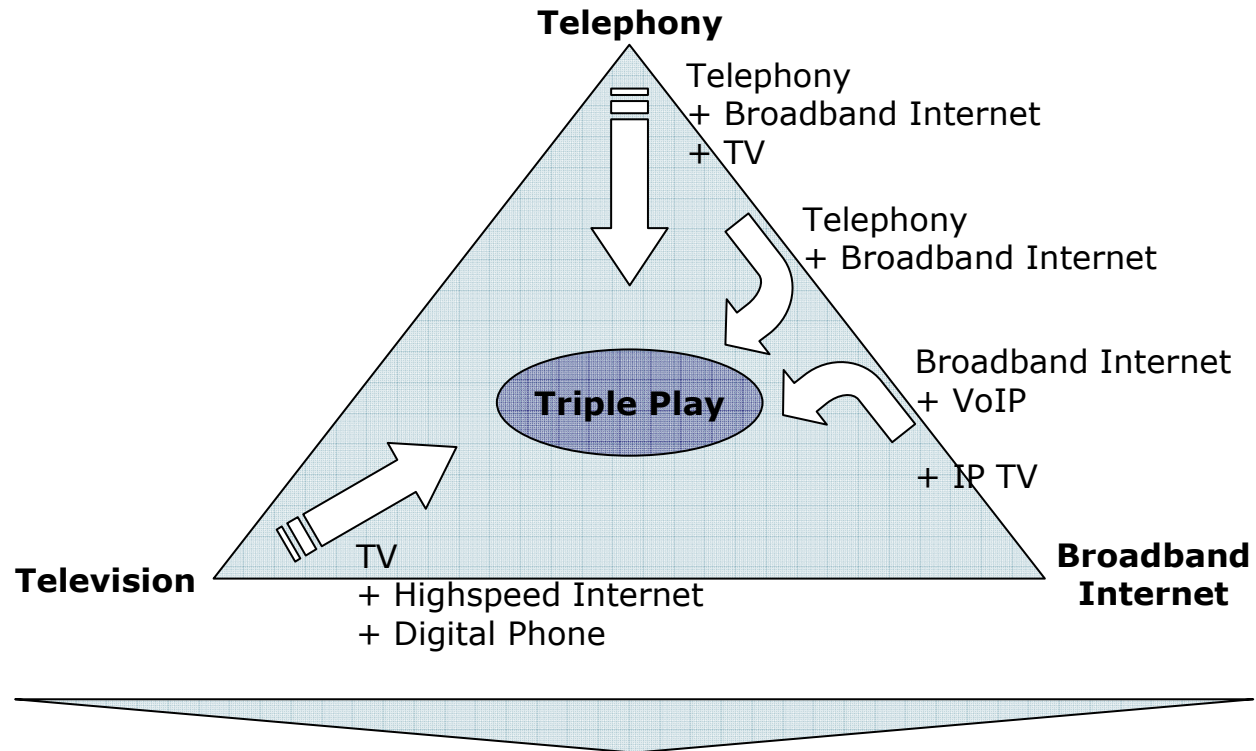 Telephony
Telephony
+ Broadband Internet
+ TV
Telephony
+ Broadband Internet
Broadband Internet
+ VoIP
+ IP TV
Triple Play
Television
TV
+ Highspeed Internet
+ Digital Phone
Broadband
Internet